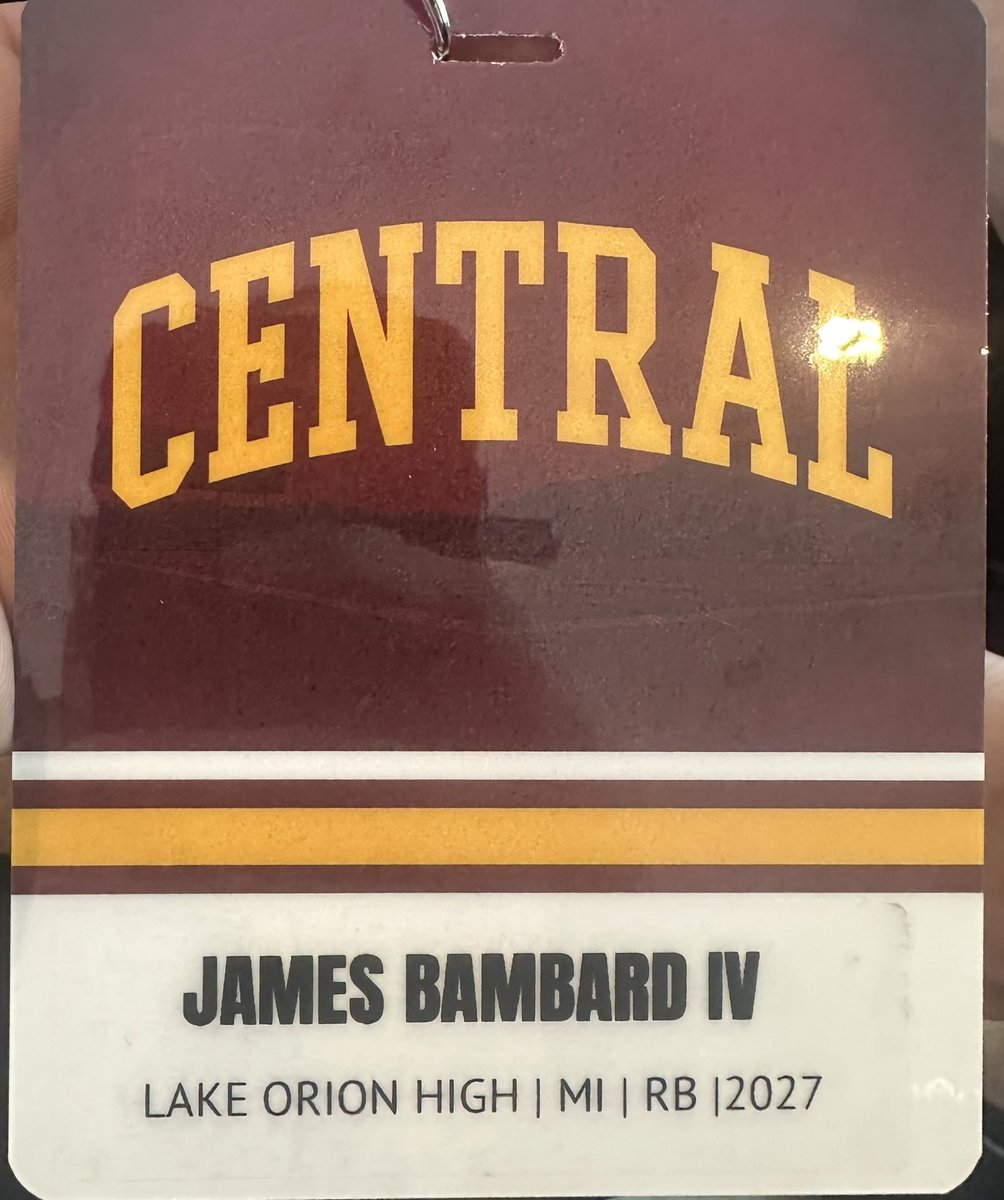 CENTRAL
JAMES BAMBARD IV
LAKE ORION HIGH | MI | RB |2027